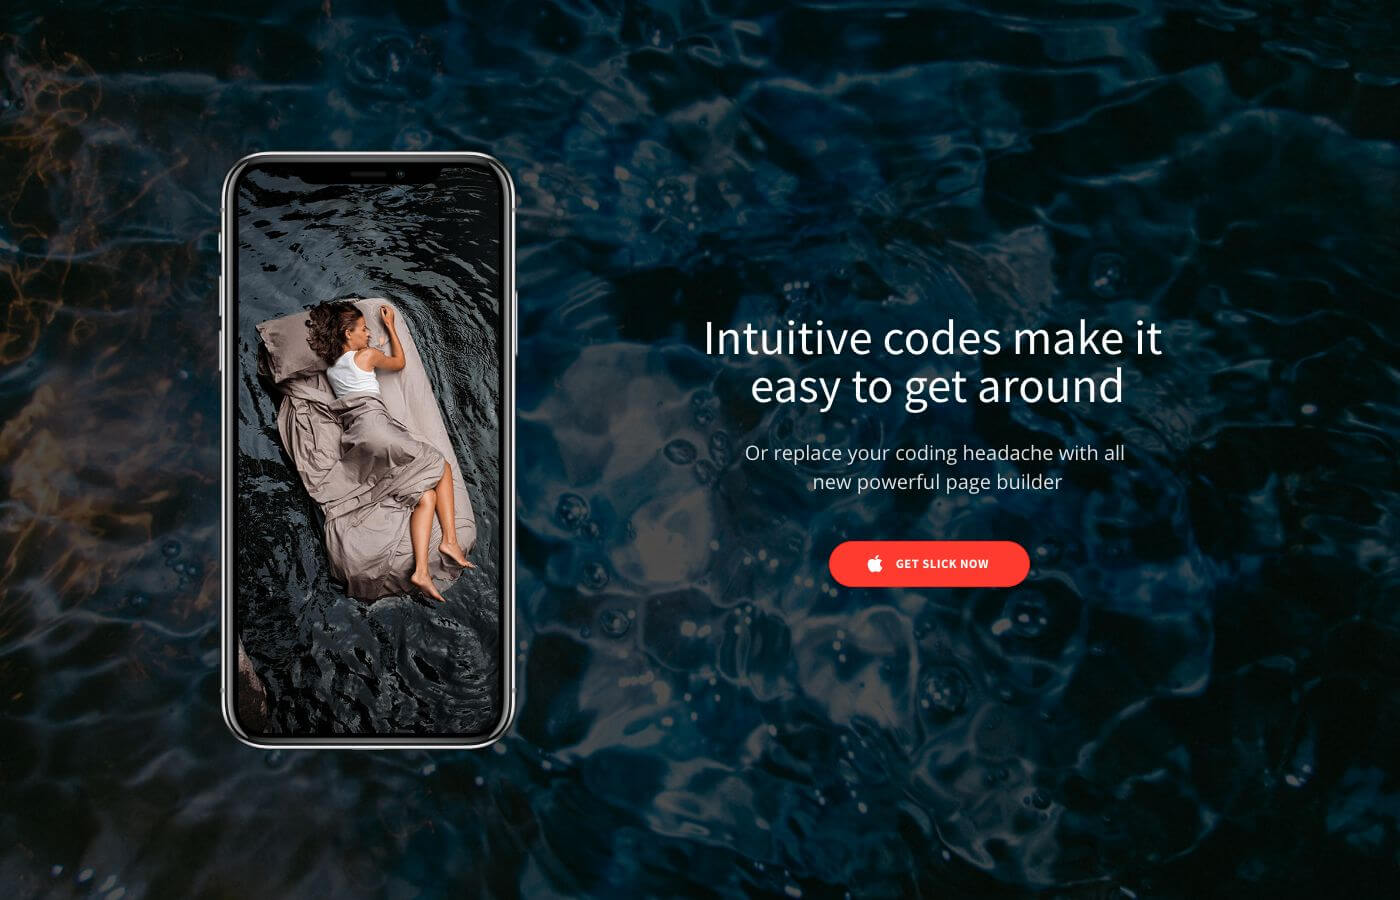 Intuitive codes make it
easy to get around
Or replace your coding headache with all
new powerful page builder
GET SLICK NOW